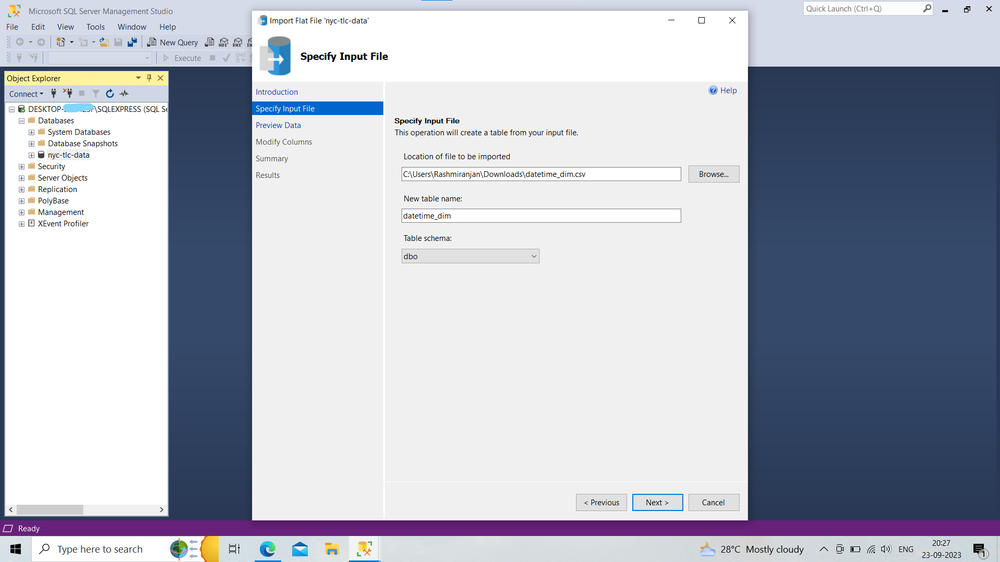 Microsoft SQL Server Management Studio
Quick Launch (Ctrl+Q)
File Edit View Tools Window Help
New Query
MDX
DMX
Execute
Object Explorer
Connect
DESKTOP- \SQLEXPRESS (SQL Se
Databases
System Databases
Database Snapshots
nyc-tlc-data
Security
Server Objects
Replication
PolyBase
Management
XEvent Profiler
Import Flat File 'nyc-tlc-data'
Specify Input File
Introduction
Specify Input File
Preview Data
Modify Columns
Summary
Results
Help
Specify Input File
This operation will create a table from your input file.
Location of file to be imported
C:\Users\Rashmiranjan\Downloads\datetime_dim.csv
Browse...
New table name:
datetime_dim
Table schema:
dbo
< Previous
Next >
Cancel
Ready
Type here to search
28°C Mostly cloudy
ENG
20:27
23-09-2023
1